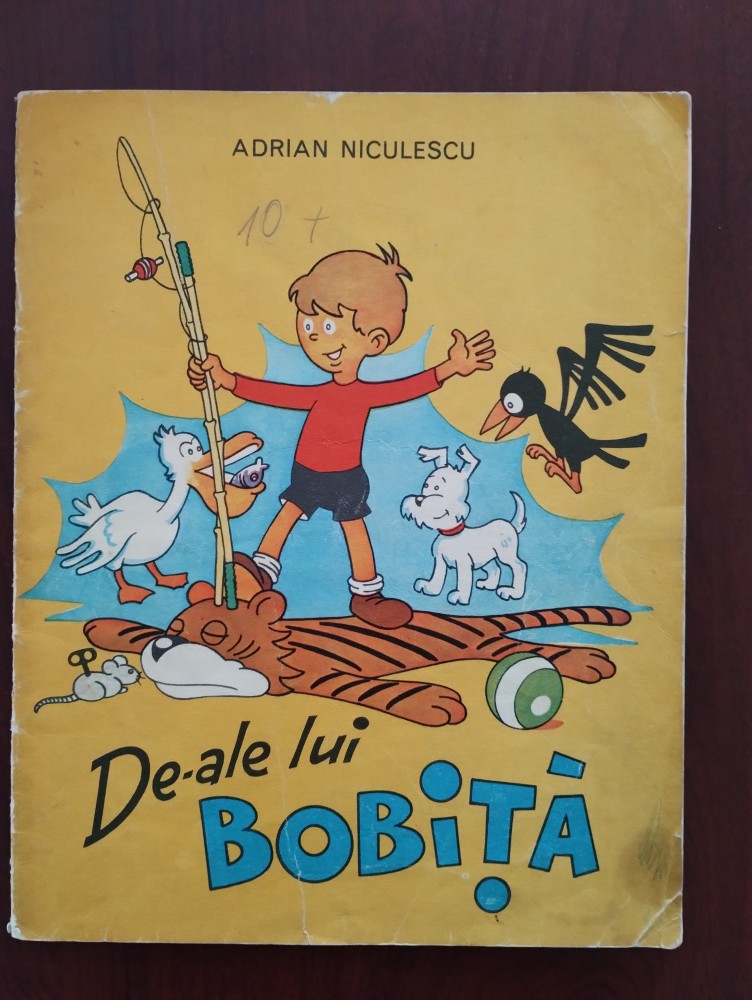 ADRIAN NICULESCU
10 +
De-ale lui
BOBiȚĂ